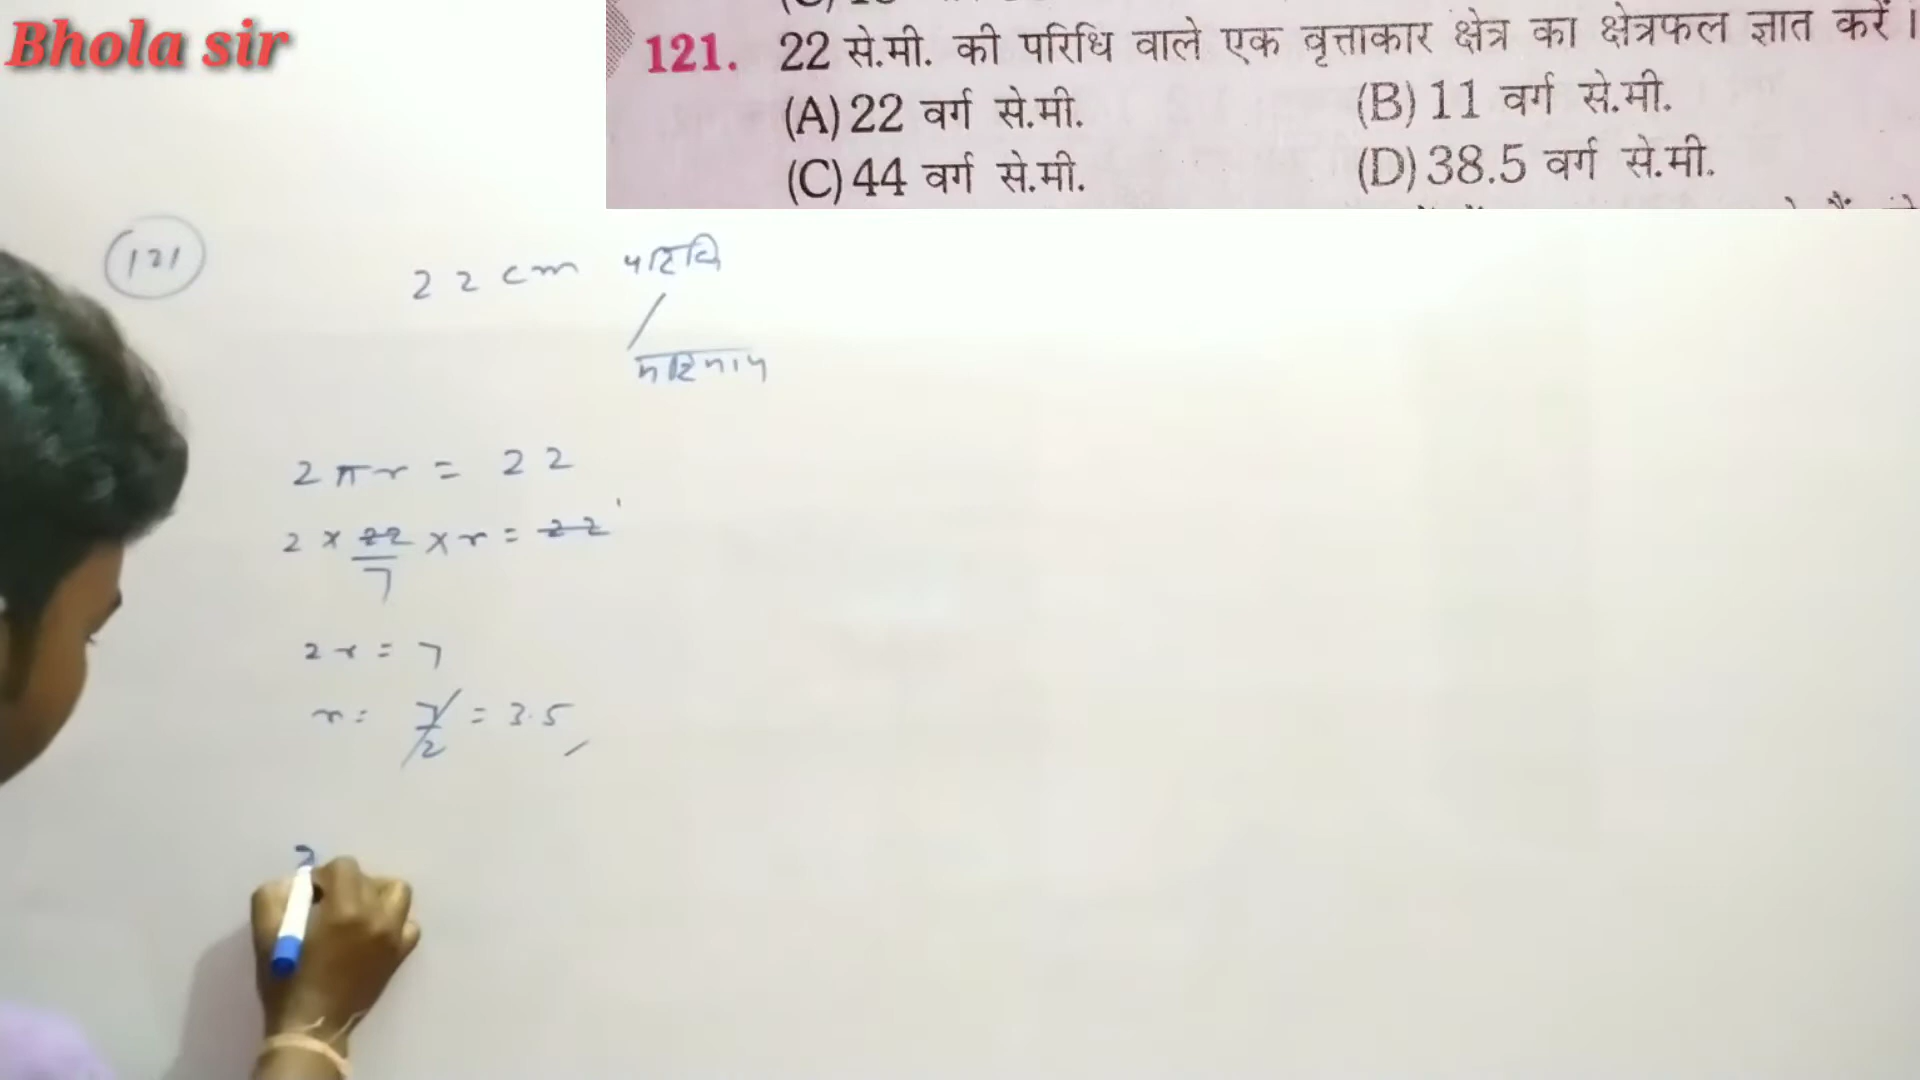 Bhola sir
121. 22 से.मी. की परिधि वाले एक वृत्ताकार क्षेत्र का क्षेत्रफल ज्ञात करें।
(A) 22 वर्ग से.मी. (B) 11 वर्ग से.मी.
(C) 44 वर्ग से.मी. (D) 38.5 वर्ग से.मी.
121
22 cm परिधि
/
2πr = 22
2 × 22/7 × r = 22 1
2r = 7
r = 7/2 = 3.5